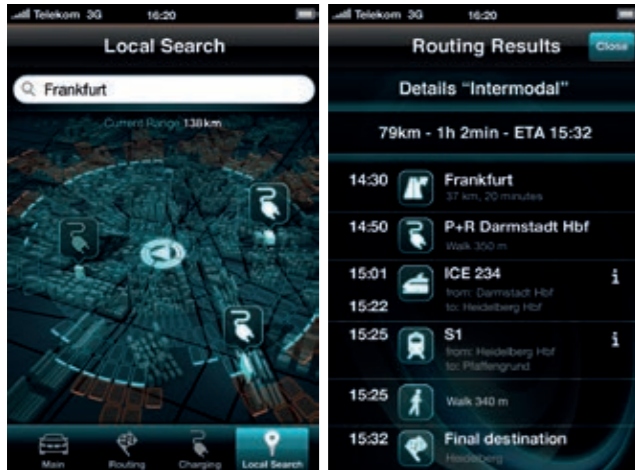 Telekom 3G 16:20
Local Search
Frankfurt
Current Range 138km
Main Routing Charging Local Search
Telekom 3G 16:20
Routing Results Close
Details “Intermodal”
79km - 1h 2min - ETA 15:32
14:30 Frankfurt
37 km, 20 minutes
14:50 P+R Darmstadt Hbf
Walk 350 m
15:01 ICE 234 i
from: Darmstadt Hbf
15:22 to: Heidelberg Hbf
15:25 S1 i
from: Heidelberg Hbf
to: Pfaffengrund
15:25 Walk 340 m
15:32 Final destination
Heidelberg